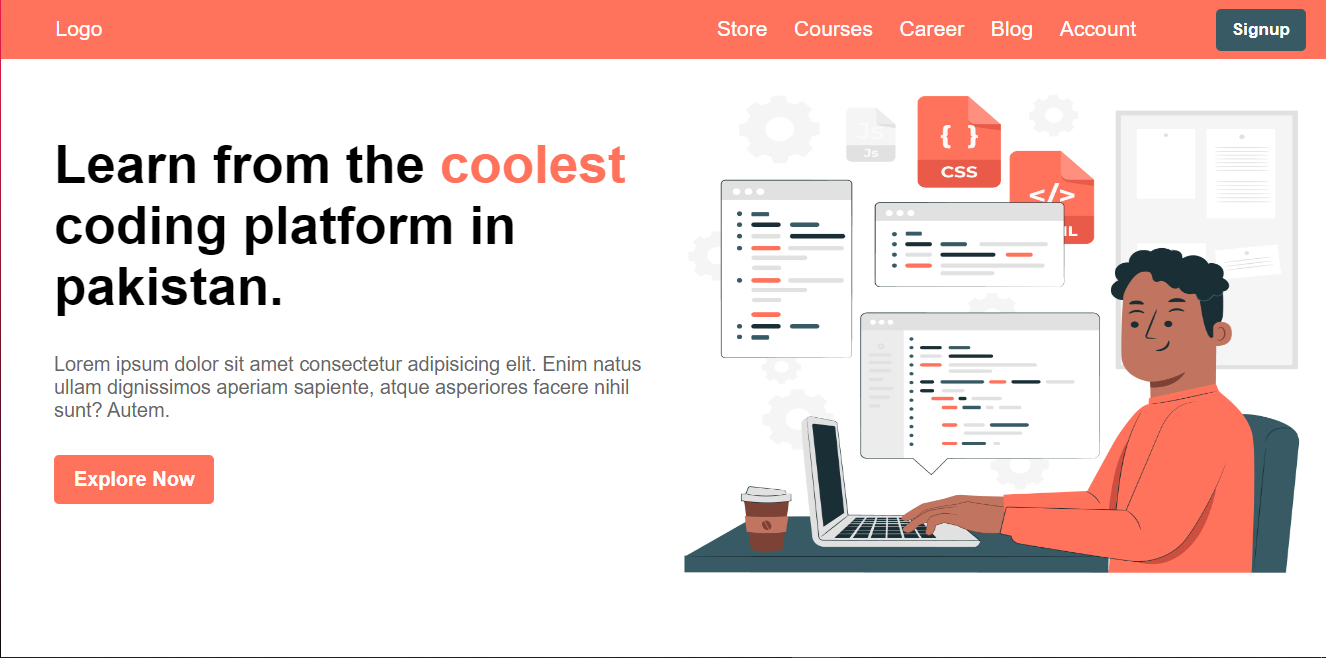 Logo
Store Courses Career Blog Account Signup
Learn from the coolest
coding platform in
pakistan.
Lorem ipsum dolor sit amet consectetur adipisicing elit. Enim natus
ullam dignissimos aperiam sapiente, atque asperiores facere nihil
sunt? Autem.
Explore Now
Js
Js
{ }
CSS
</>